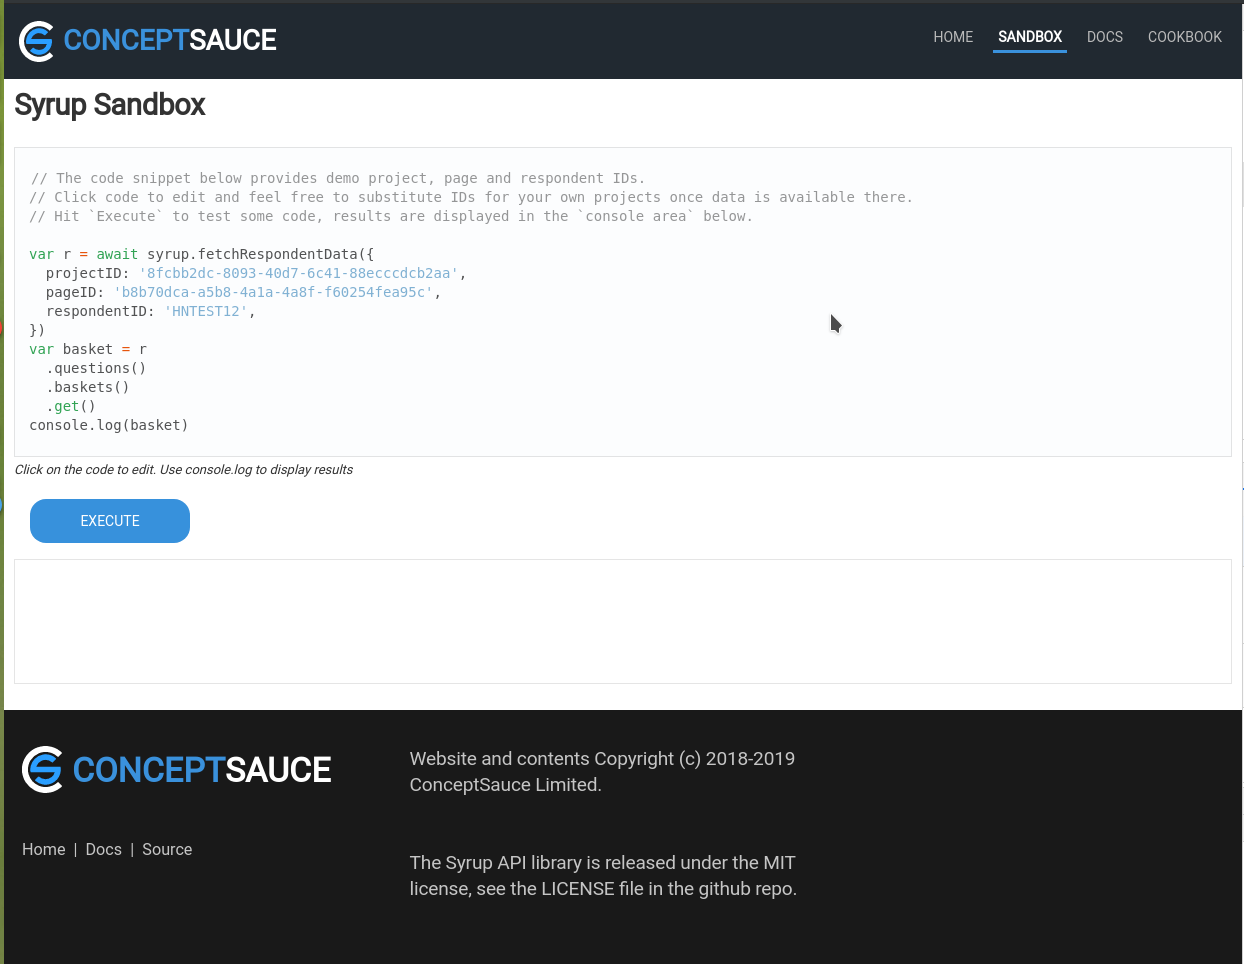 CONCEPTSAUCE
HOME SANDBOX DOCS COOKBOOK
Syrup Sandbox
// The code snippet below provides demo project, page and respondent IDs.
// Click code to edit and feel free to substitute IDs for your own projects once data is available there.
// Hit `Execute` to test some code, results are displayed in the `console area` below.
var r = await syrup.fetchRespondentData({
  projectID: '8fcbb2dc-8093-40d7-6c41-88ecccdcb2aa',
  pageID: 'b8b70dca-a5b8-4a1a-4a8f-f60254fea95c',
  respondentID: 'HNTEST12',
})
var basket = r
  .questions()
  .baskets()
  .get()
console.log(basket)
Click on the code to edit. Use console.log to display results
EXECUTE
CONCEPTSAUCE
Home | Docs | Source
Website and contents Copyright (c) 2018-2019
ConceptSauce Limited.
The Syrup API library is released under the MIT
license, see the LICENSE file in the github repo.